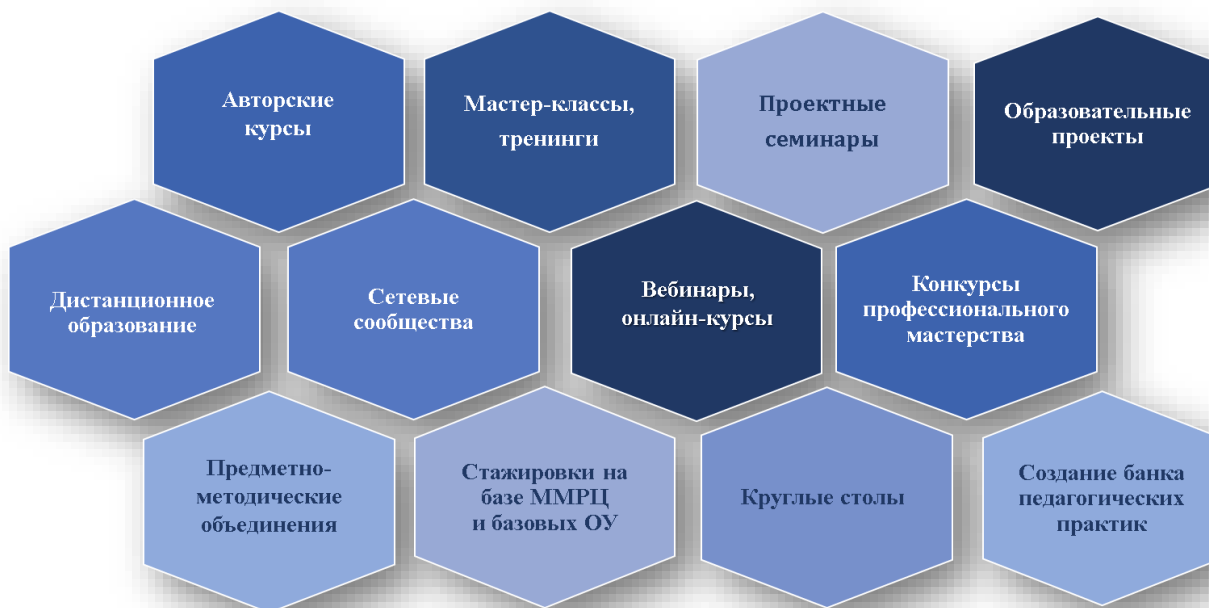 Авторские
курсы
Мастер-классы,
тренинги
Проектные
семинары
Образовательные
проекты
Дистанционное
образование
Сетевые
сообщества
Вебинары,
онлайн-курсы
Конкурсы
профессионального
мастерства
Предметно-
методические
объединения
Стажировки на
базе ММРЦ
и базовых ОУ
Круглые столы
Создание банка
педагогических
практик